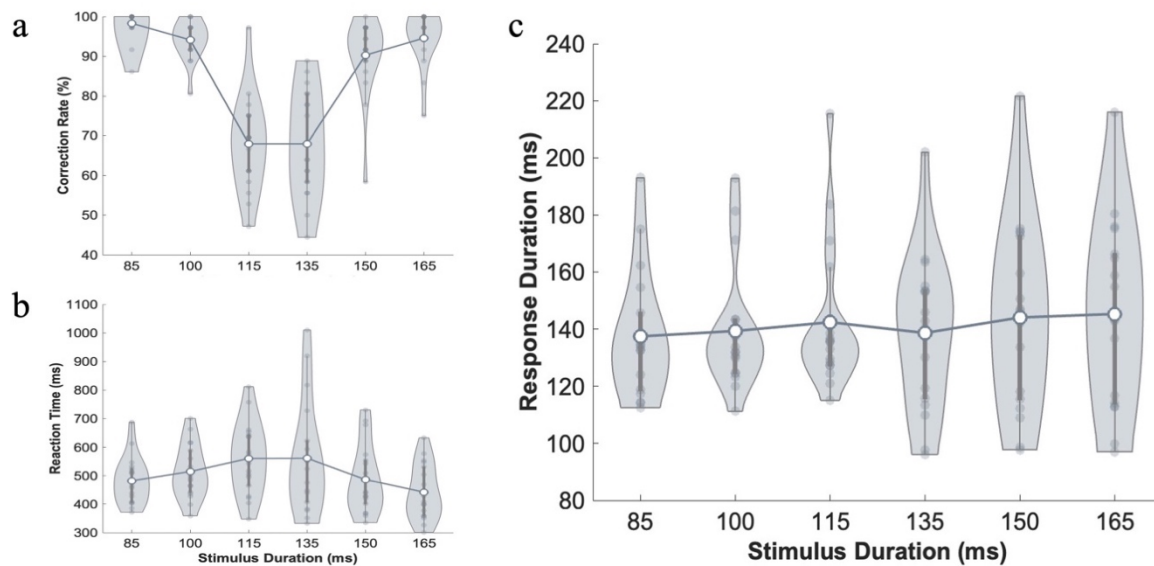 a
100
90
80
70
60
50
40
Correction Rate (%)
85 100 115 135 150 165
b
1100
1000
900
800
700
600
500
400
300
Reaction Time (ms)
85 100 115 135 150 165
Stimulus Duration (ms)
c
240
220
200
180
160
140
120
100
80
Response Duration (ms)
85 100 115 135 150 165
Stimulus Duration (ms)